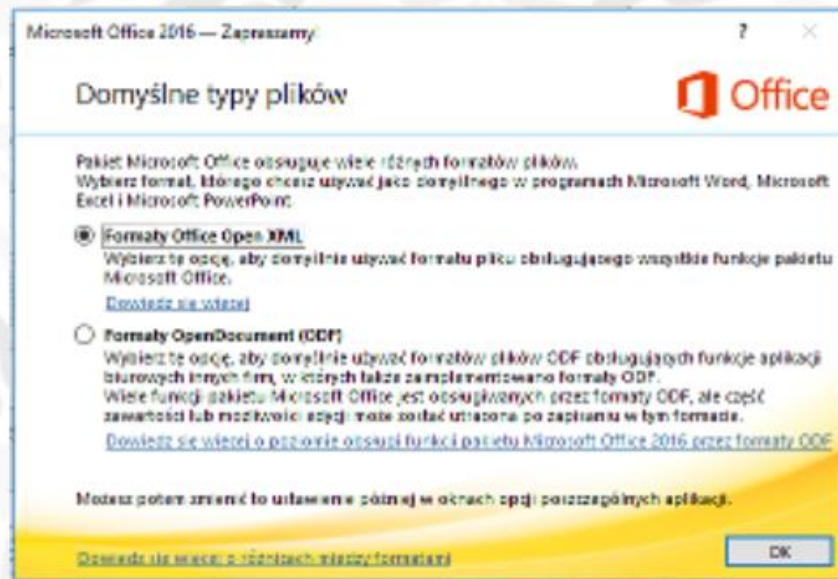 Microsoft Office 2016 — Zapraszamy!
?
Domyślne typy plików
Office
Pakiet Microsoft Office obsługuje wiele różnych formatów plików.
Wybierz format, którego chcesz używać jako domyślnego w programach Microsoft Word, Microsoft
Excel i Microsoft PowerPoint.
Formaty Office Open XML
Wybierz tę opcję, aby domyślnie używać formatu pliku obsługującego wszystkie funkcje pakietu
Microsoft Office.
Dowiedz się więcej
Formaty OpenDocument (ODF)
Wybierz tę opcję, aby domyślnie używać formatów plików ODF obsługujących funkcje aplikacji
biurowych innych firm, w których także zaimplementowano formaty ODF.
Wiele funkcji pakietu Microsoft Office jest obsługiwanych przez formaty ODF, ale część
zawartości lub możliwości edycji może zostać utracona po zapisaniu w tym formacie.
Dowiedz się więcej o poziomie obsługi funkcji pakietu Microsoft Office 2016 przez formaty ODF
Możesz potem zmienić to ustawienie później w oknach opcji poszczególnych aplikacji.
Dowiedz się więcej o różnicach między formatami
OK